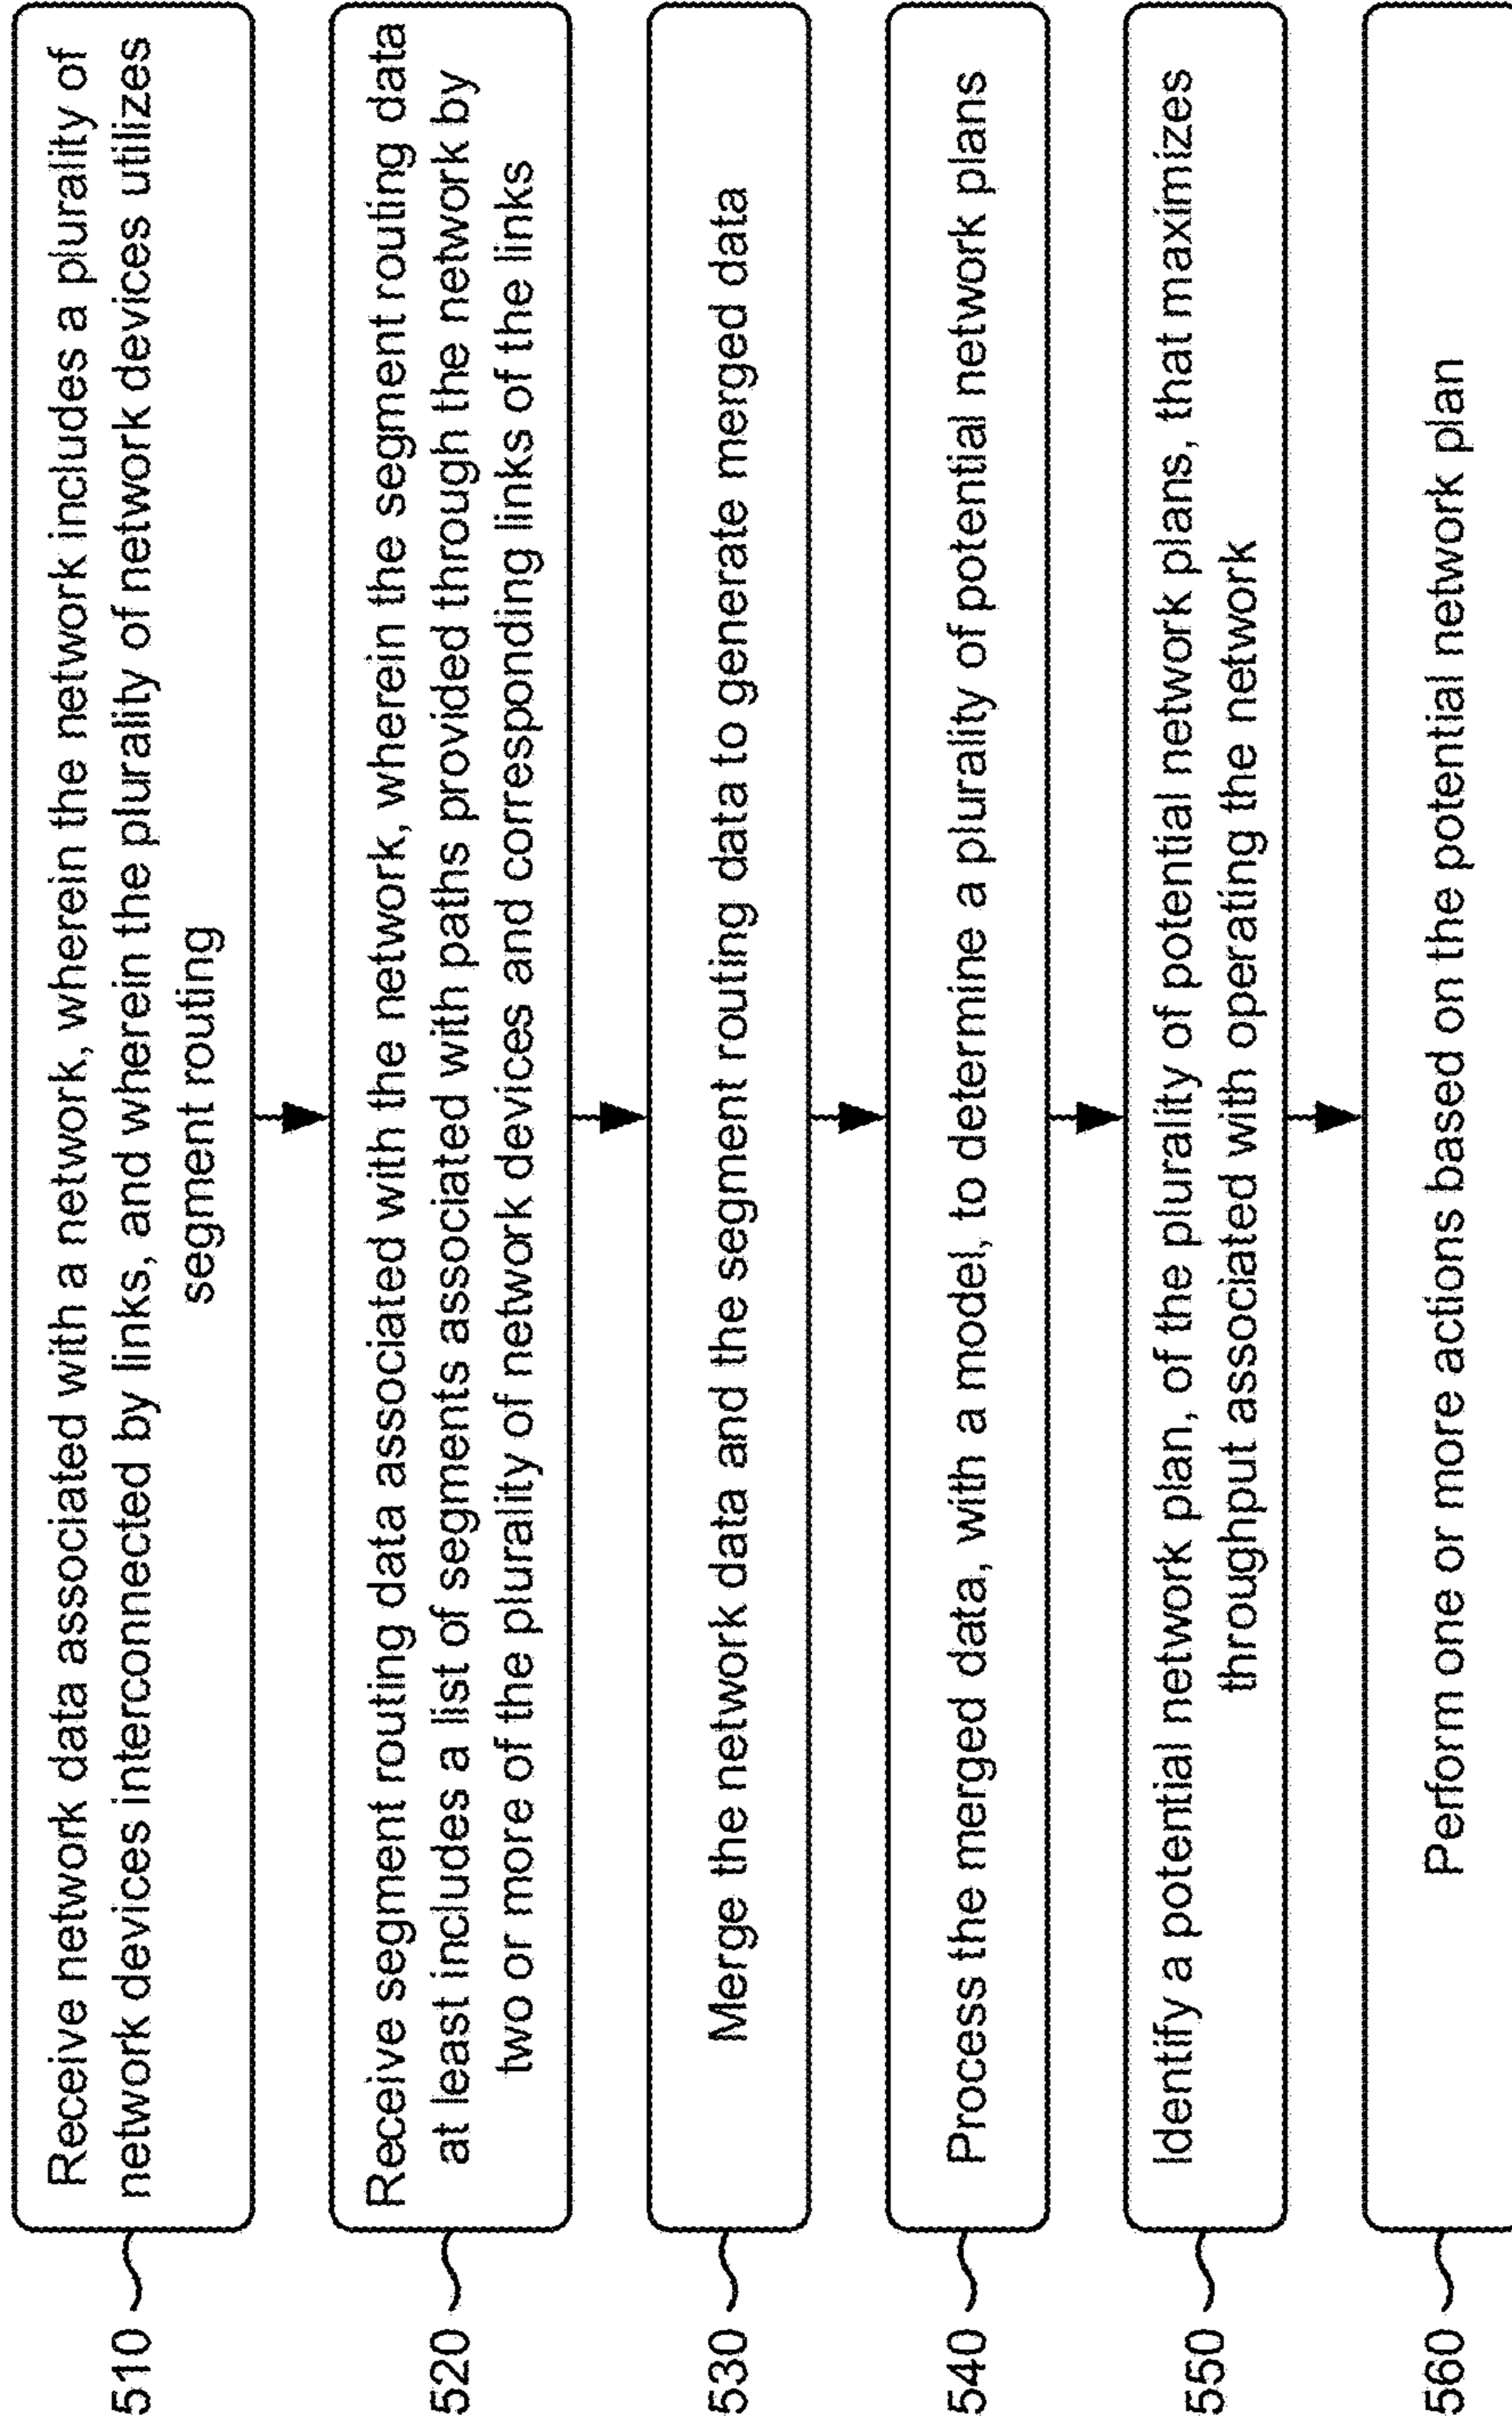 510
Receive network data associated with a network, wherein the network includes a plurality of
network devices interconnected by links, and wherein the plurality of network devices utilizes
segment routing
520
Receive segment routing data associated with the network, wherein the segment routing data
at least includes a list of segments associated with paths provided through the network by
two or more of the plurality of network devices and corresponding links of the links
530
Merge the network data and the segment routing data to generate merged data
540
Process the merged data, with a model, to determine a plurality of potential network plans
550
Identify a potential network plan, of the plurality of potential network plans, that maximizes
throughput associated with operating the network
560
Perform one or more actions based on the potential network plan